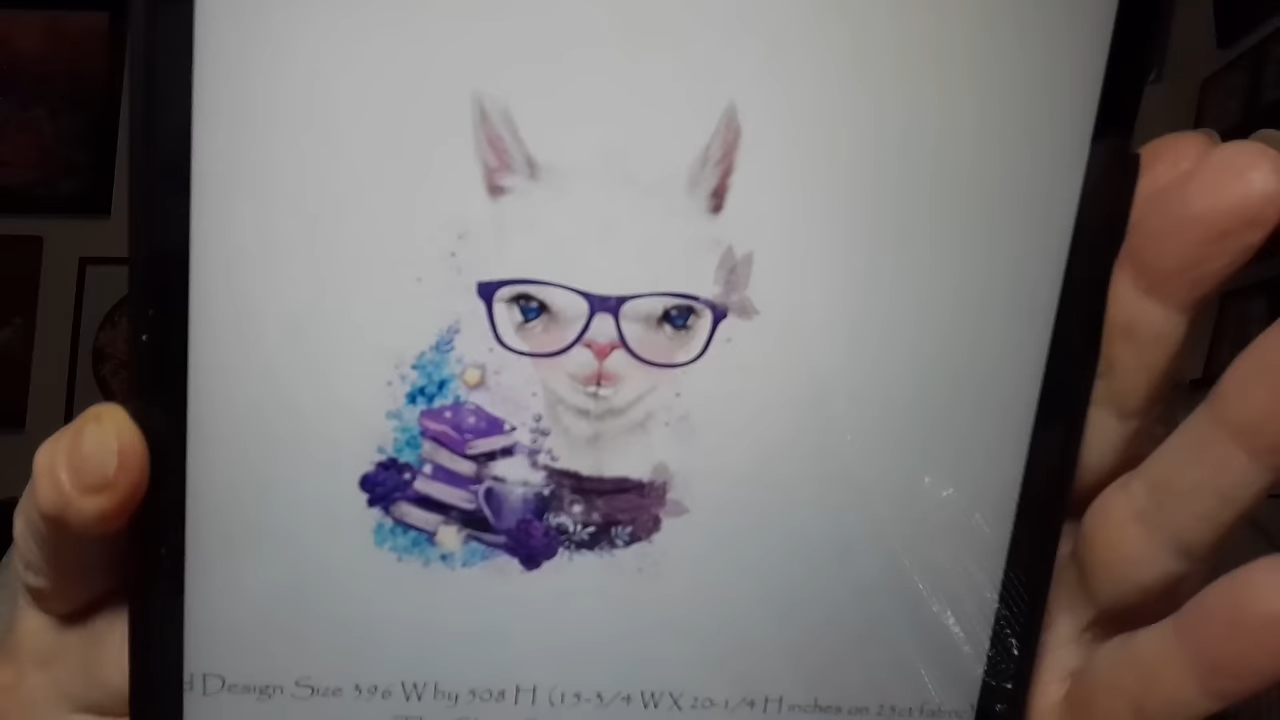 d Design Size 396 W by 508 H (15-3/4 W X 20-1/4 H inches on 25ct fabric)